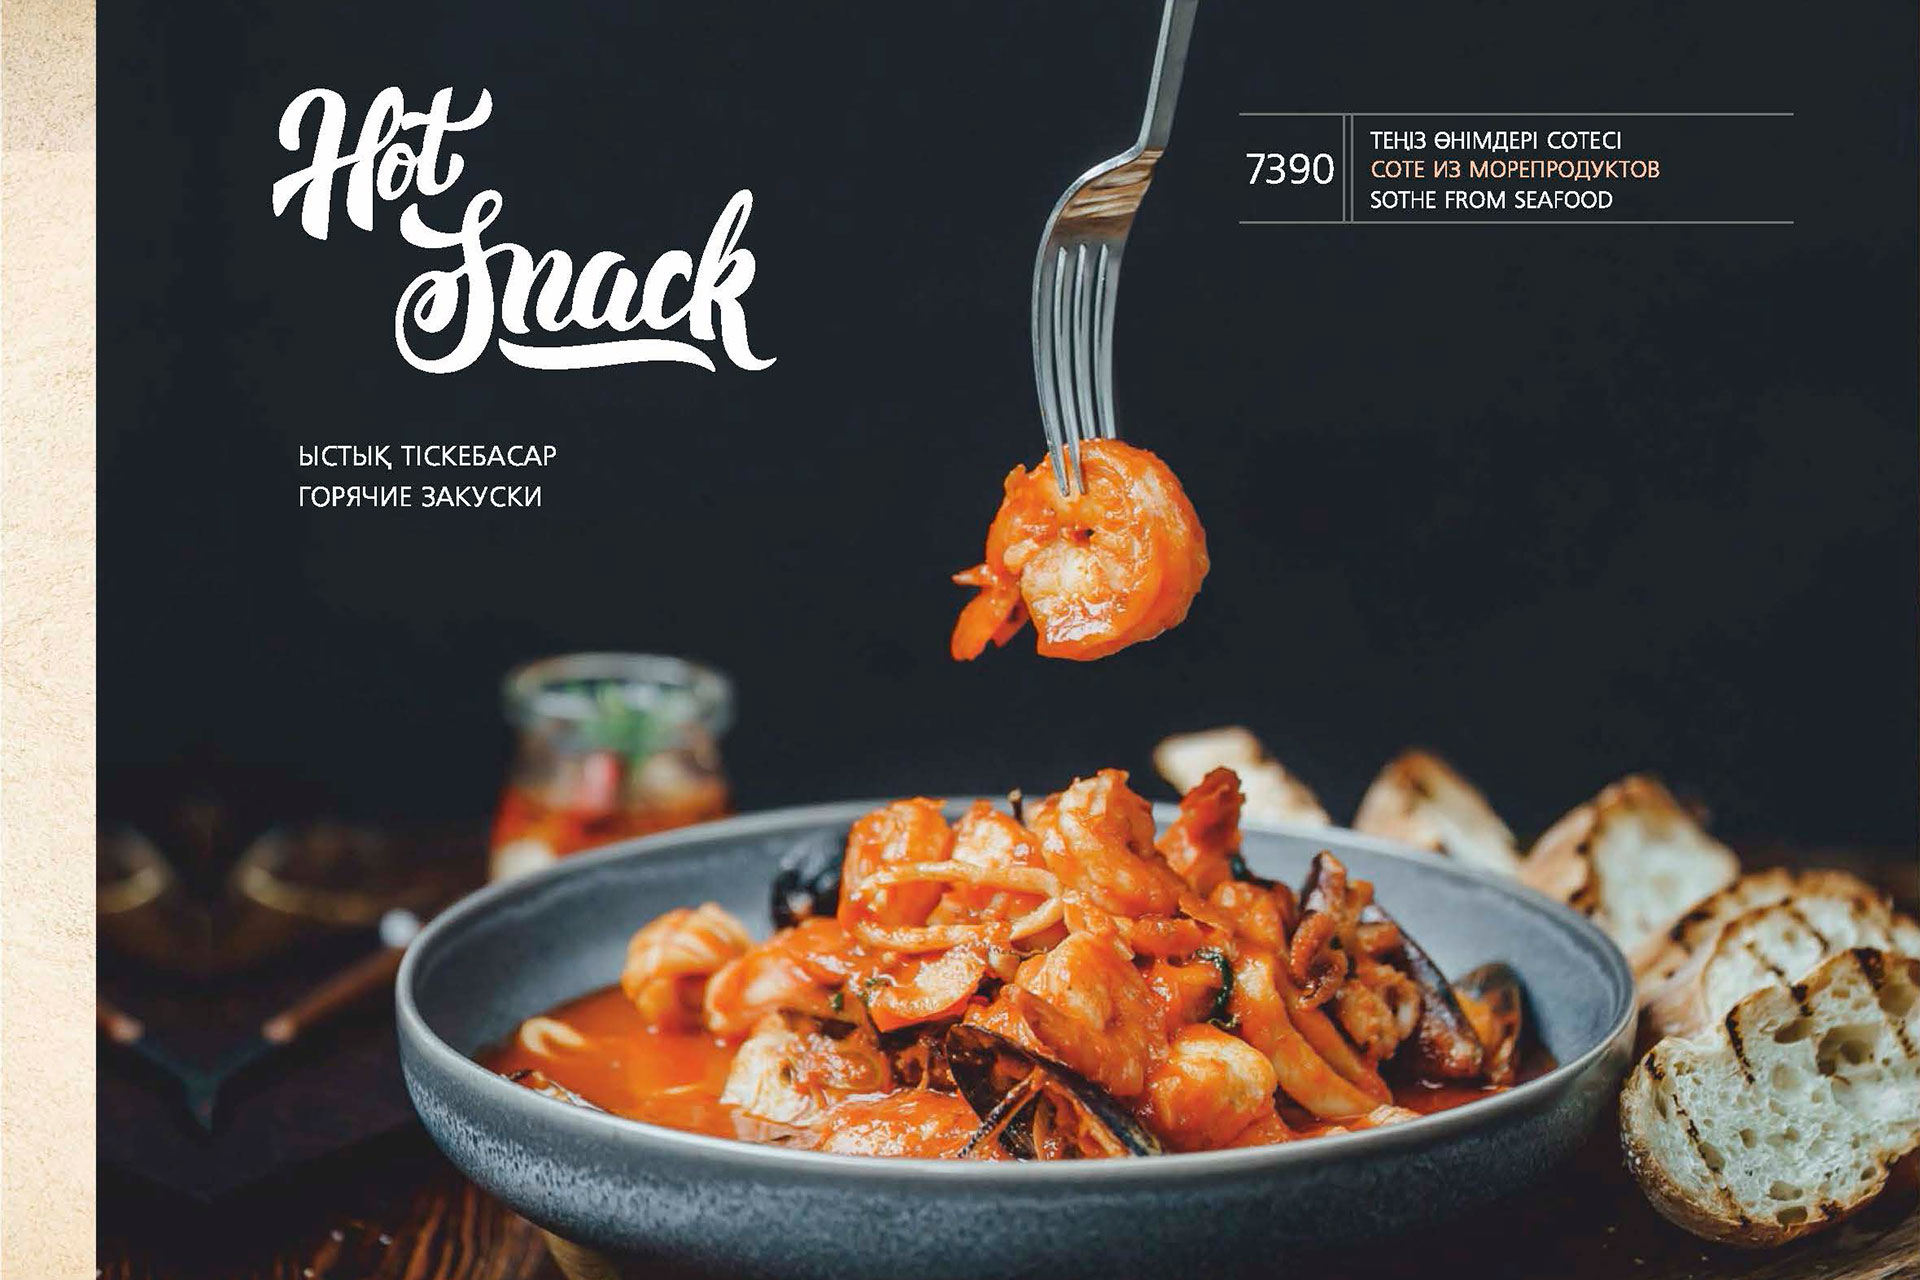 Hot
Snack
ЫСТЫҚ ТІСКЕБАСАР
ГОРЯЧИЕ ЗАКУСКИ
7390
ТЕҢІЗ ӨНІМДЕРІ СОТЕСІ
СОТЕ ИЗ МОРЕПРОДУКТОВ
SOTHE FROM SEAFOOD